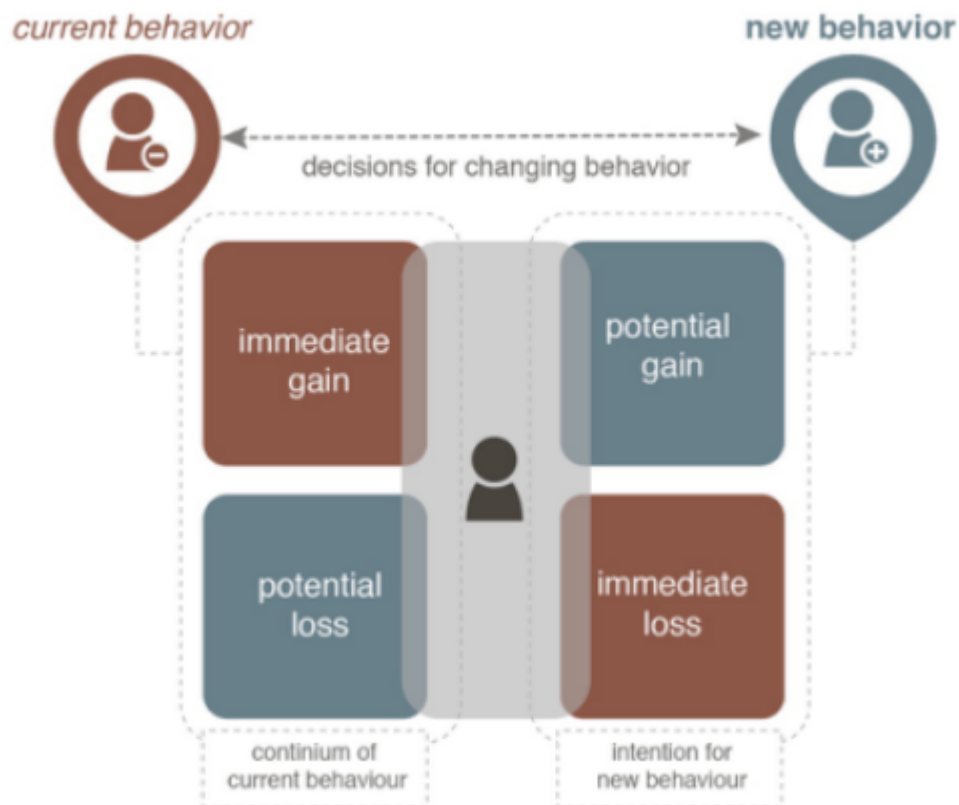 current behavior
new behavior
decisions for changing behavior
immediate
gain
potential
gain
potential
loss
immediate
loss
continium of
current behaviour
intention for
new behaviour